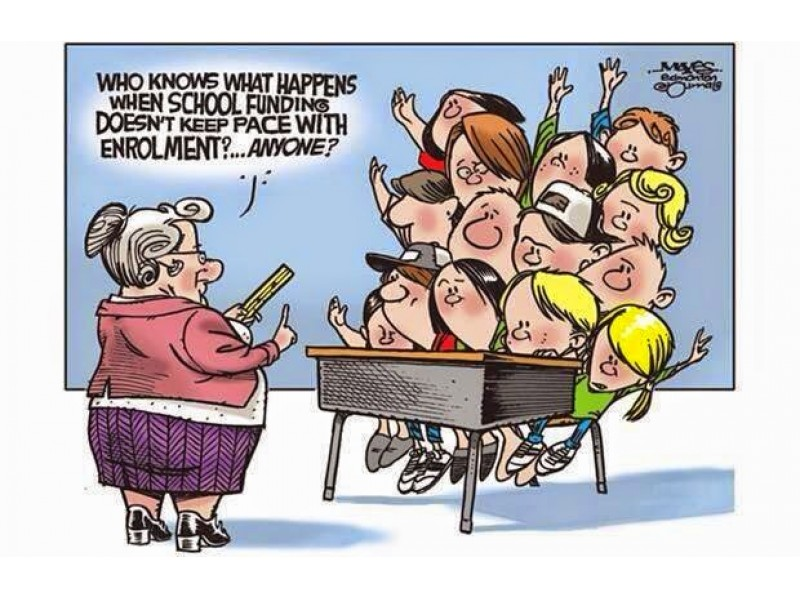 WHO KNOWS WHAT HAPPENS
WHEN SCHOOL FUNDING
DOESN'T KEEP PACE WITH
ENROLMENT?...ANYONE?
MAYES
edmonton
journal